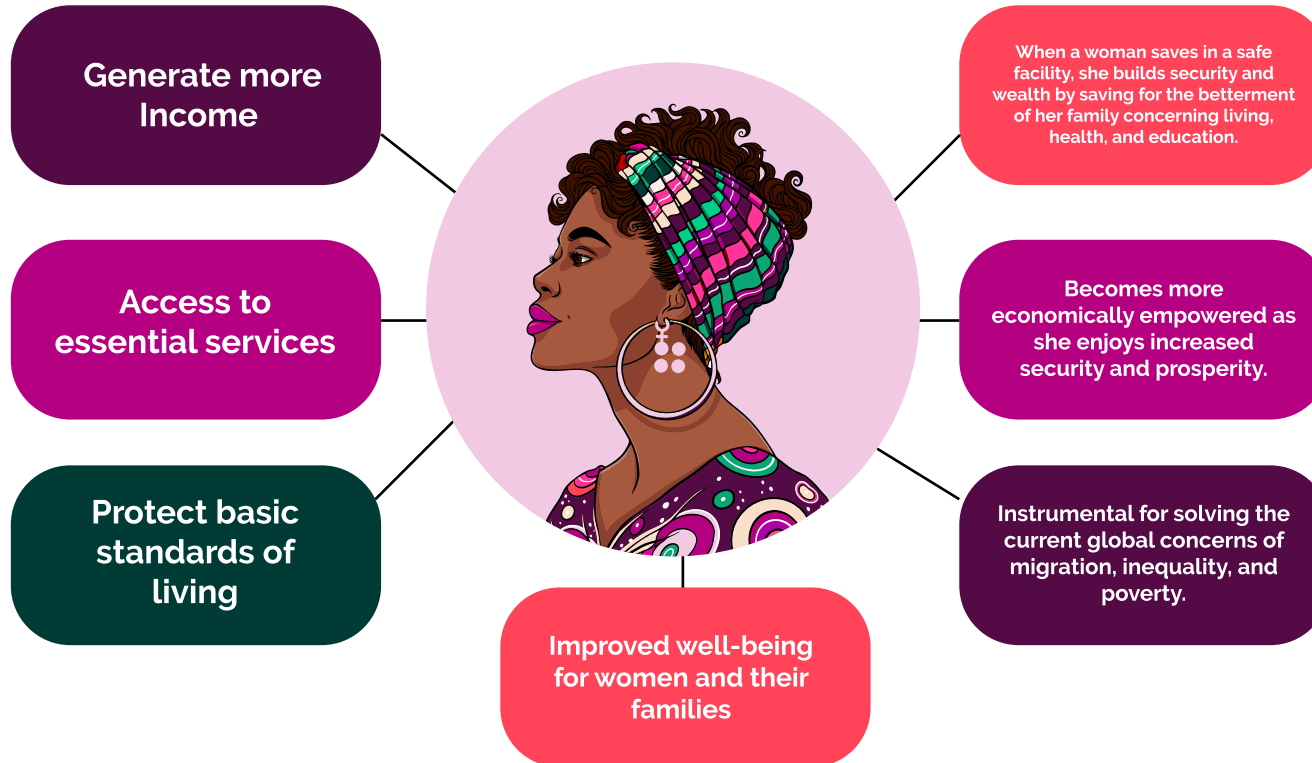 Generate more
Income
Access to
essential services
Protect basic
standards of
living
Improved well-being
for women and their
families
When a woman saves in a safe
facility, she builds security and
wealth by saving for the betterment
of her family concerning living,
health, and education.
Becomes more
economically empowered as
she enjoys increased
security and prosperity.
Instrumental for solving the
current global concerns of
migration, inequality, and
poverty.